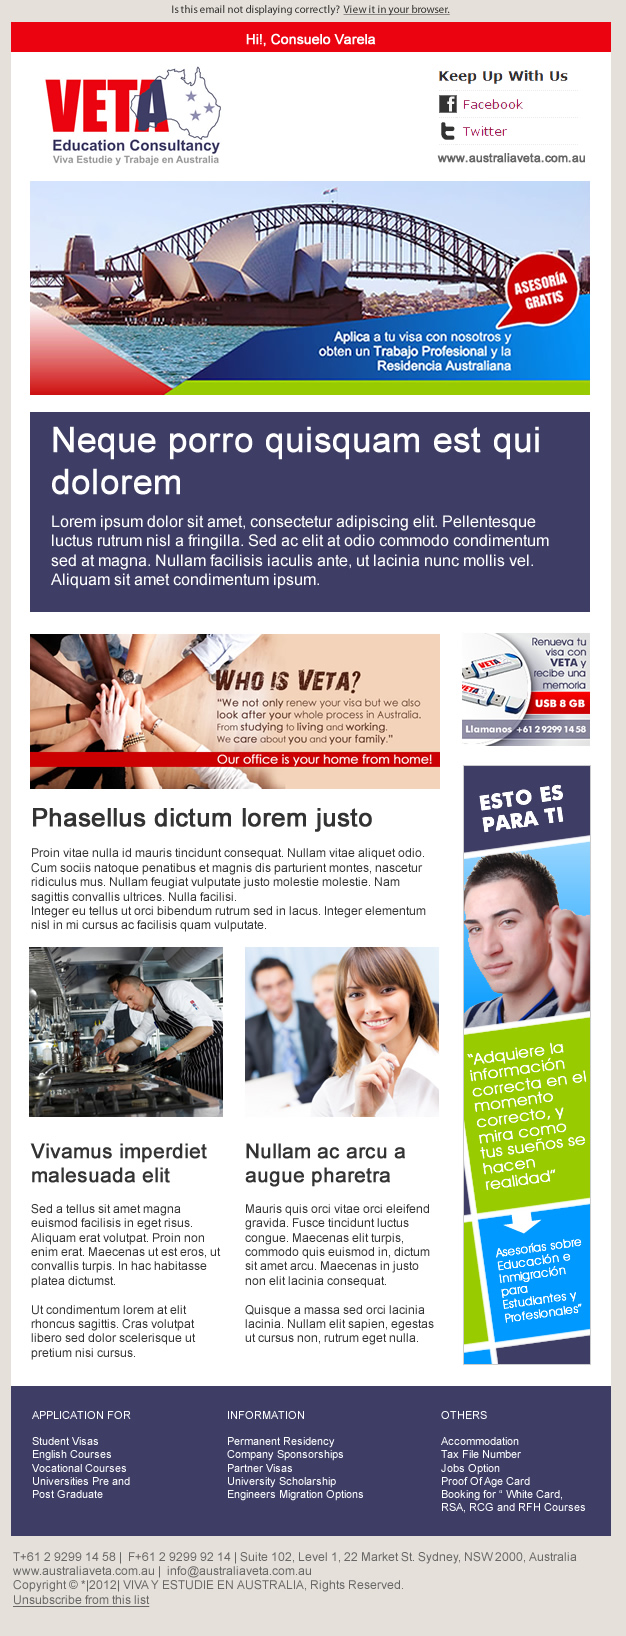 Is this email not displaying correctly? View it in your browser.
Hi!, Consuelo Varela
VETA
Education Consultancy
Viva Estudie y Trabaje en Australia
Keep Up With Us
Facebook
Twitter
www.australiaveta.com.au
ASESORÍA
GRATIS
Aplica a tu visa con nosotros y
obten un Trabajo Profesional y la
Residencia Australiana
Neque porro quisquam est qui
dolorem
Lorem ipsum dolor sit amet, consectetur adipiscing elit. Pellentesque
luctus rutrum nisl a fringilla. Sed ac elit at odio commodo condimentum
sed at magna. Nullam facilisis iaculis ante, ut lacinia nunc mollis vel.
Aliquam sit amet condimentum ipsum.
WHO IS VETA?
"We not only renew your visa but we also
look after your whole process in Australia.
From studying to living and working.
We care about you and your family."
Our office is your home from home!
Renueva tu
visa con
VETA y
recibe una
memoria
USB 8 GB
Llamanos +61 2 9299 14 58
VETA
VETA
Phasellus dictum lorem justo
Proin vitae nulla id mauris tincidunt consequat. Nullam vitae aliquet odio.
Cum sociis natoque penatibus et magnis dis parturient montes, nascetur
ridiculus mus. Nullam feugiat vulputate justo molestie molestie. Nam
sagittis convallis ultrices. Nulla facilisi.
Integer eu tellus ut orci bibendum rutrum sed in lacus. Integer elementum
nisl in mi cursus ac facilisis quam vulputate.
Vivamus imperdiet
malesuada elit
Sed a tellus sit amet magna
euismod facilisis in eget risus.
Aliquam erat volutpat. Proin non
enim erat. Maecenas ut est eros, ut
convallis turpis. In hac habitasse
platea dictumst.
Ut condimentum lorem at elit
rhoncus sagittis. Cras volutpat
libero sed dolor scelerisque ut
pretium nisi cursus.
Nullam ac arcu a
augue pharetra
Mauris quis orci vitae orci eleifend
gravida. Fusce tincidunt luctus
congue. Maecenas elit turpis,
commodo quis euismod in, dictum
sit amet arcu. Maecenas in justo
non elit lacinia consequat.
Quisque a massa sed orci lacinia
lacinia. Nullam elit sapien, egestas
ut cursus non, rutrum eget nulla.
ESTO ES
PARA TI
"Adquiere la
información
correcta en el
momento
correcto, y
mira como
tus sueños se
hacen
realidad"
Asesorías sobre
Educación e
Inmigración
para
Estudiantes y
Profesionales"
APPLICATION FOR
Student Visas
English Courses
Vocational Courses
Universities Pre and
Post Graduate
INFORMATION
Permanent Residency
Company Sponsorships
Partner Visas
University Scholarship
Engineers Migration Options
OTHERS
Accommodation
Tax File Number
Jobs Option
Proof Of Age Card
Booking for " White Card,
RSA, RCG and RFH Courses
T+61 2 9299 14 58 | F+61 2 9299 92 14 | Suite 102, Level 1, 22 Market St. Sydney, NSW 2000, Australia
www.australiaveta.com.au | info@australiaveta.com.au
Copyright © *|2012| VIVA Y ESTUDIE EN AUSTRALIA, Rights Reserved.
Unsubscribe from this list